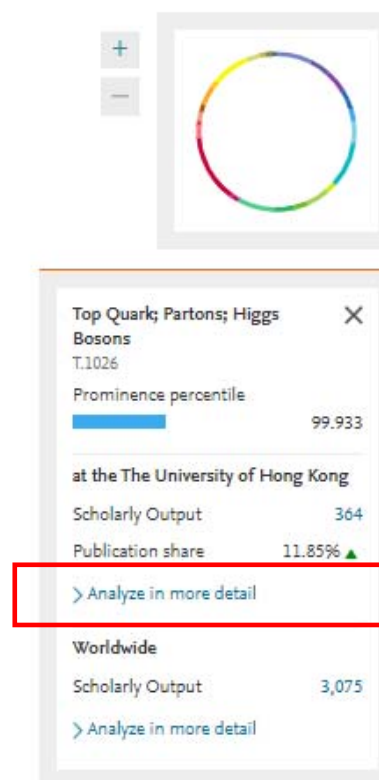 +
−
Top Quark; Partons; Higgs
Bosons
T.1026
Prominence percentile
99.933
at the The University of Hong Kong
Scholarly Output 364
Publication share 11.85% ▲
> Analyze in more detail
Worldwide
Scholarly Output 3,075
> Analyze in more detail